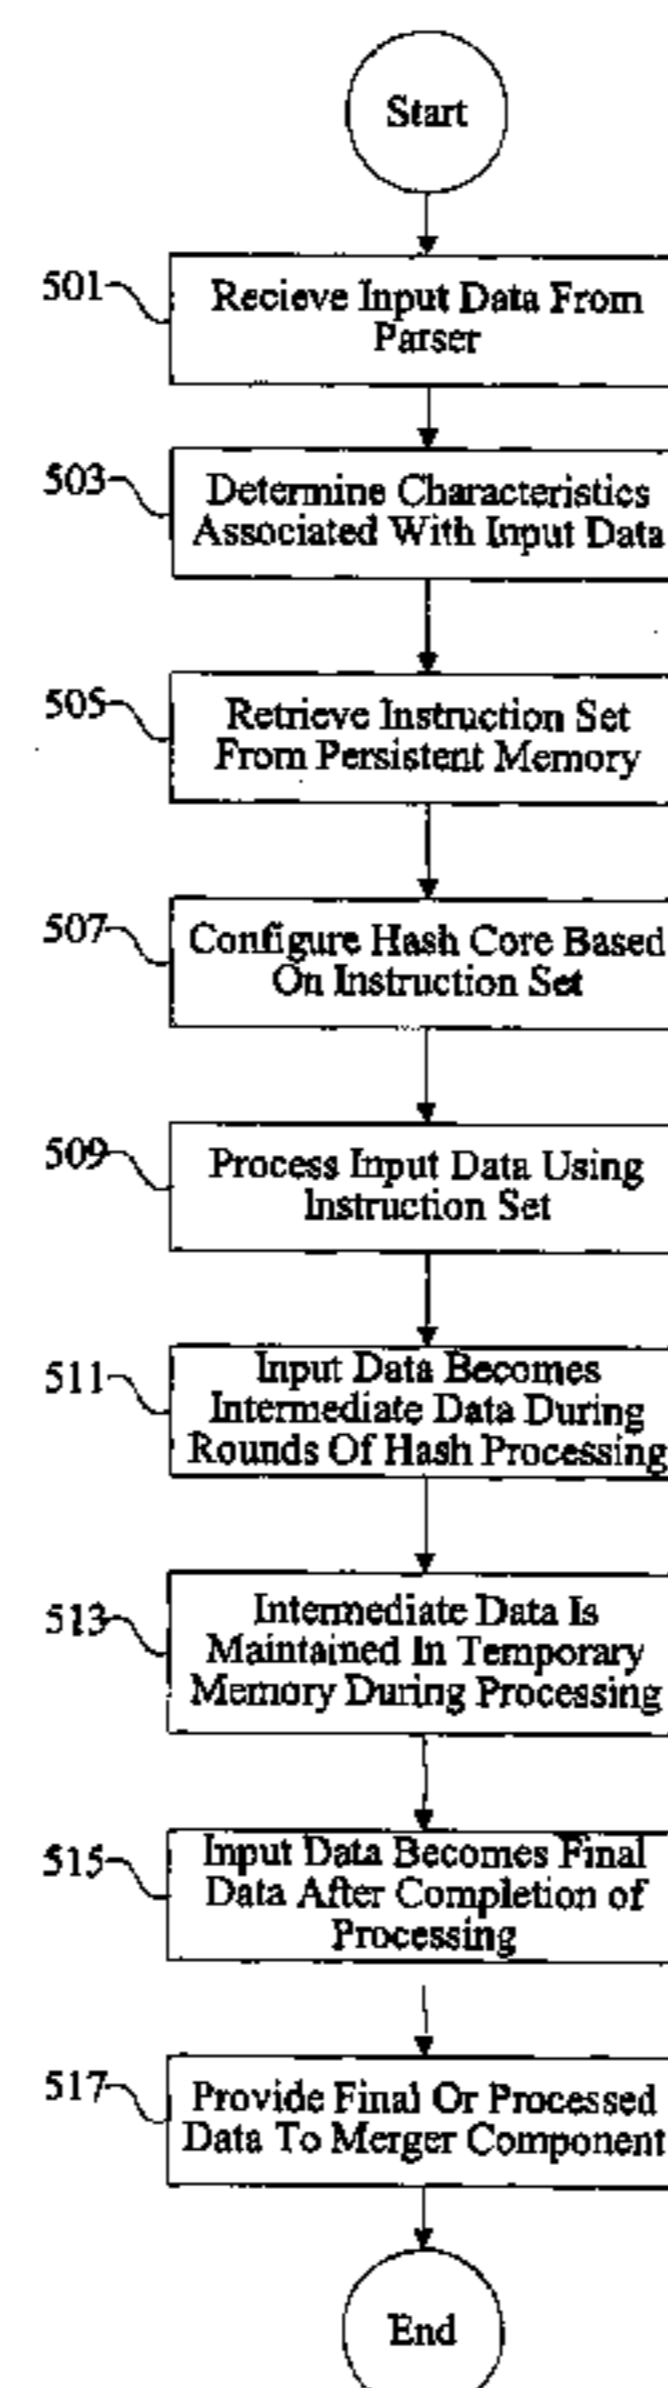 Start
501
Recieve Input Data From
Parser
503
Determine Characteristics
Associated With Input Data
505
Retrieve Instruction Set
From Persistent Memory
507
Configure Hash Core Based
On Instruction Set
509
Process Input Data Using
Instruction Set
511
Input Data Becomes
Intermediate Data During
Rounds Of Hash Processing
513
Intermediate Data Is
Maintained In Temporary
Memory During Processing
515
Input Data Becomes Final
Data After Completion of
Processing
517
Provide Final Or Processed
Data To Merger Component
End